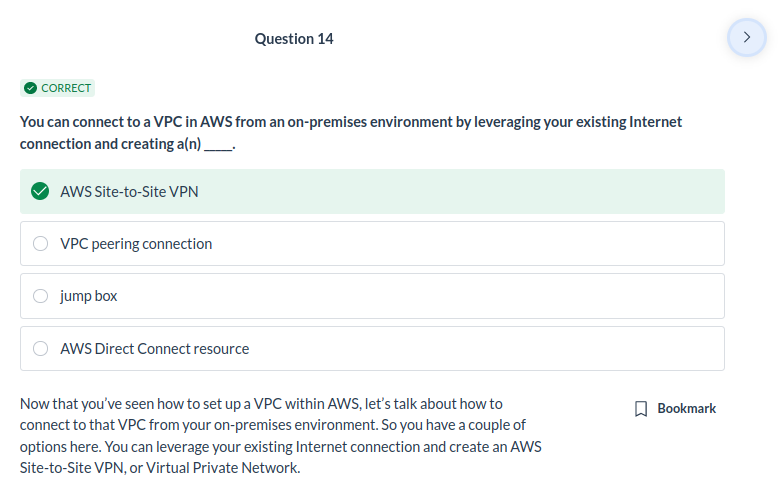 Question 14
CORRECT
You can connect to a VPC in AWS from an on-premises environment by leveraging your existing Internet
connection and creating a(n) _____.
AWS Site-to-Site VPN
VPC peering connection
jump box
AWS Direct Connect resource
Now that you’ve seen how to set up a VPC within AWS, let’s talk about how to
connect to that VPC from your on-premises environment. So you have a couple of
options here. You can leverage your existing Internet connection and create an AWS
Site-to-Site VPN, or Virtual Private Network.
Bookmark